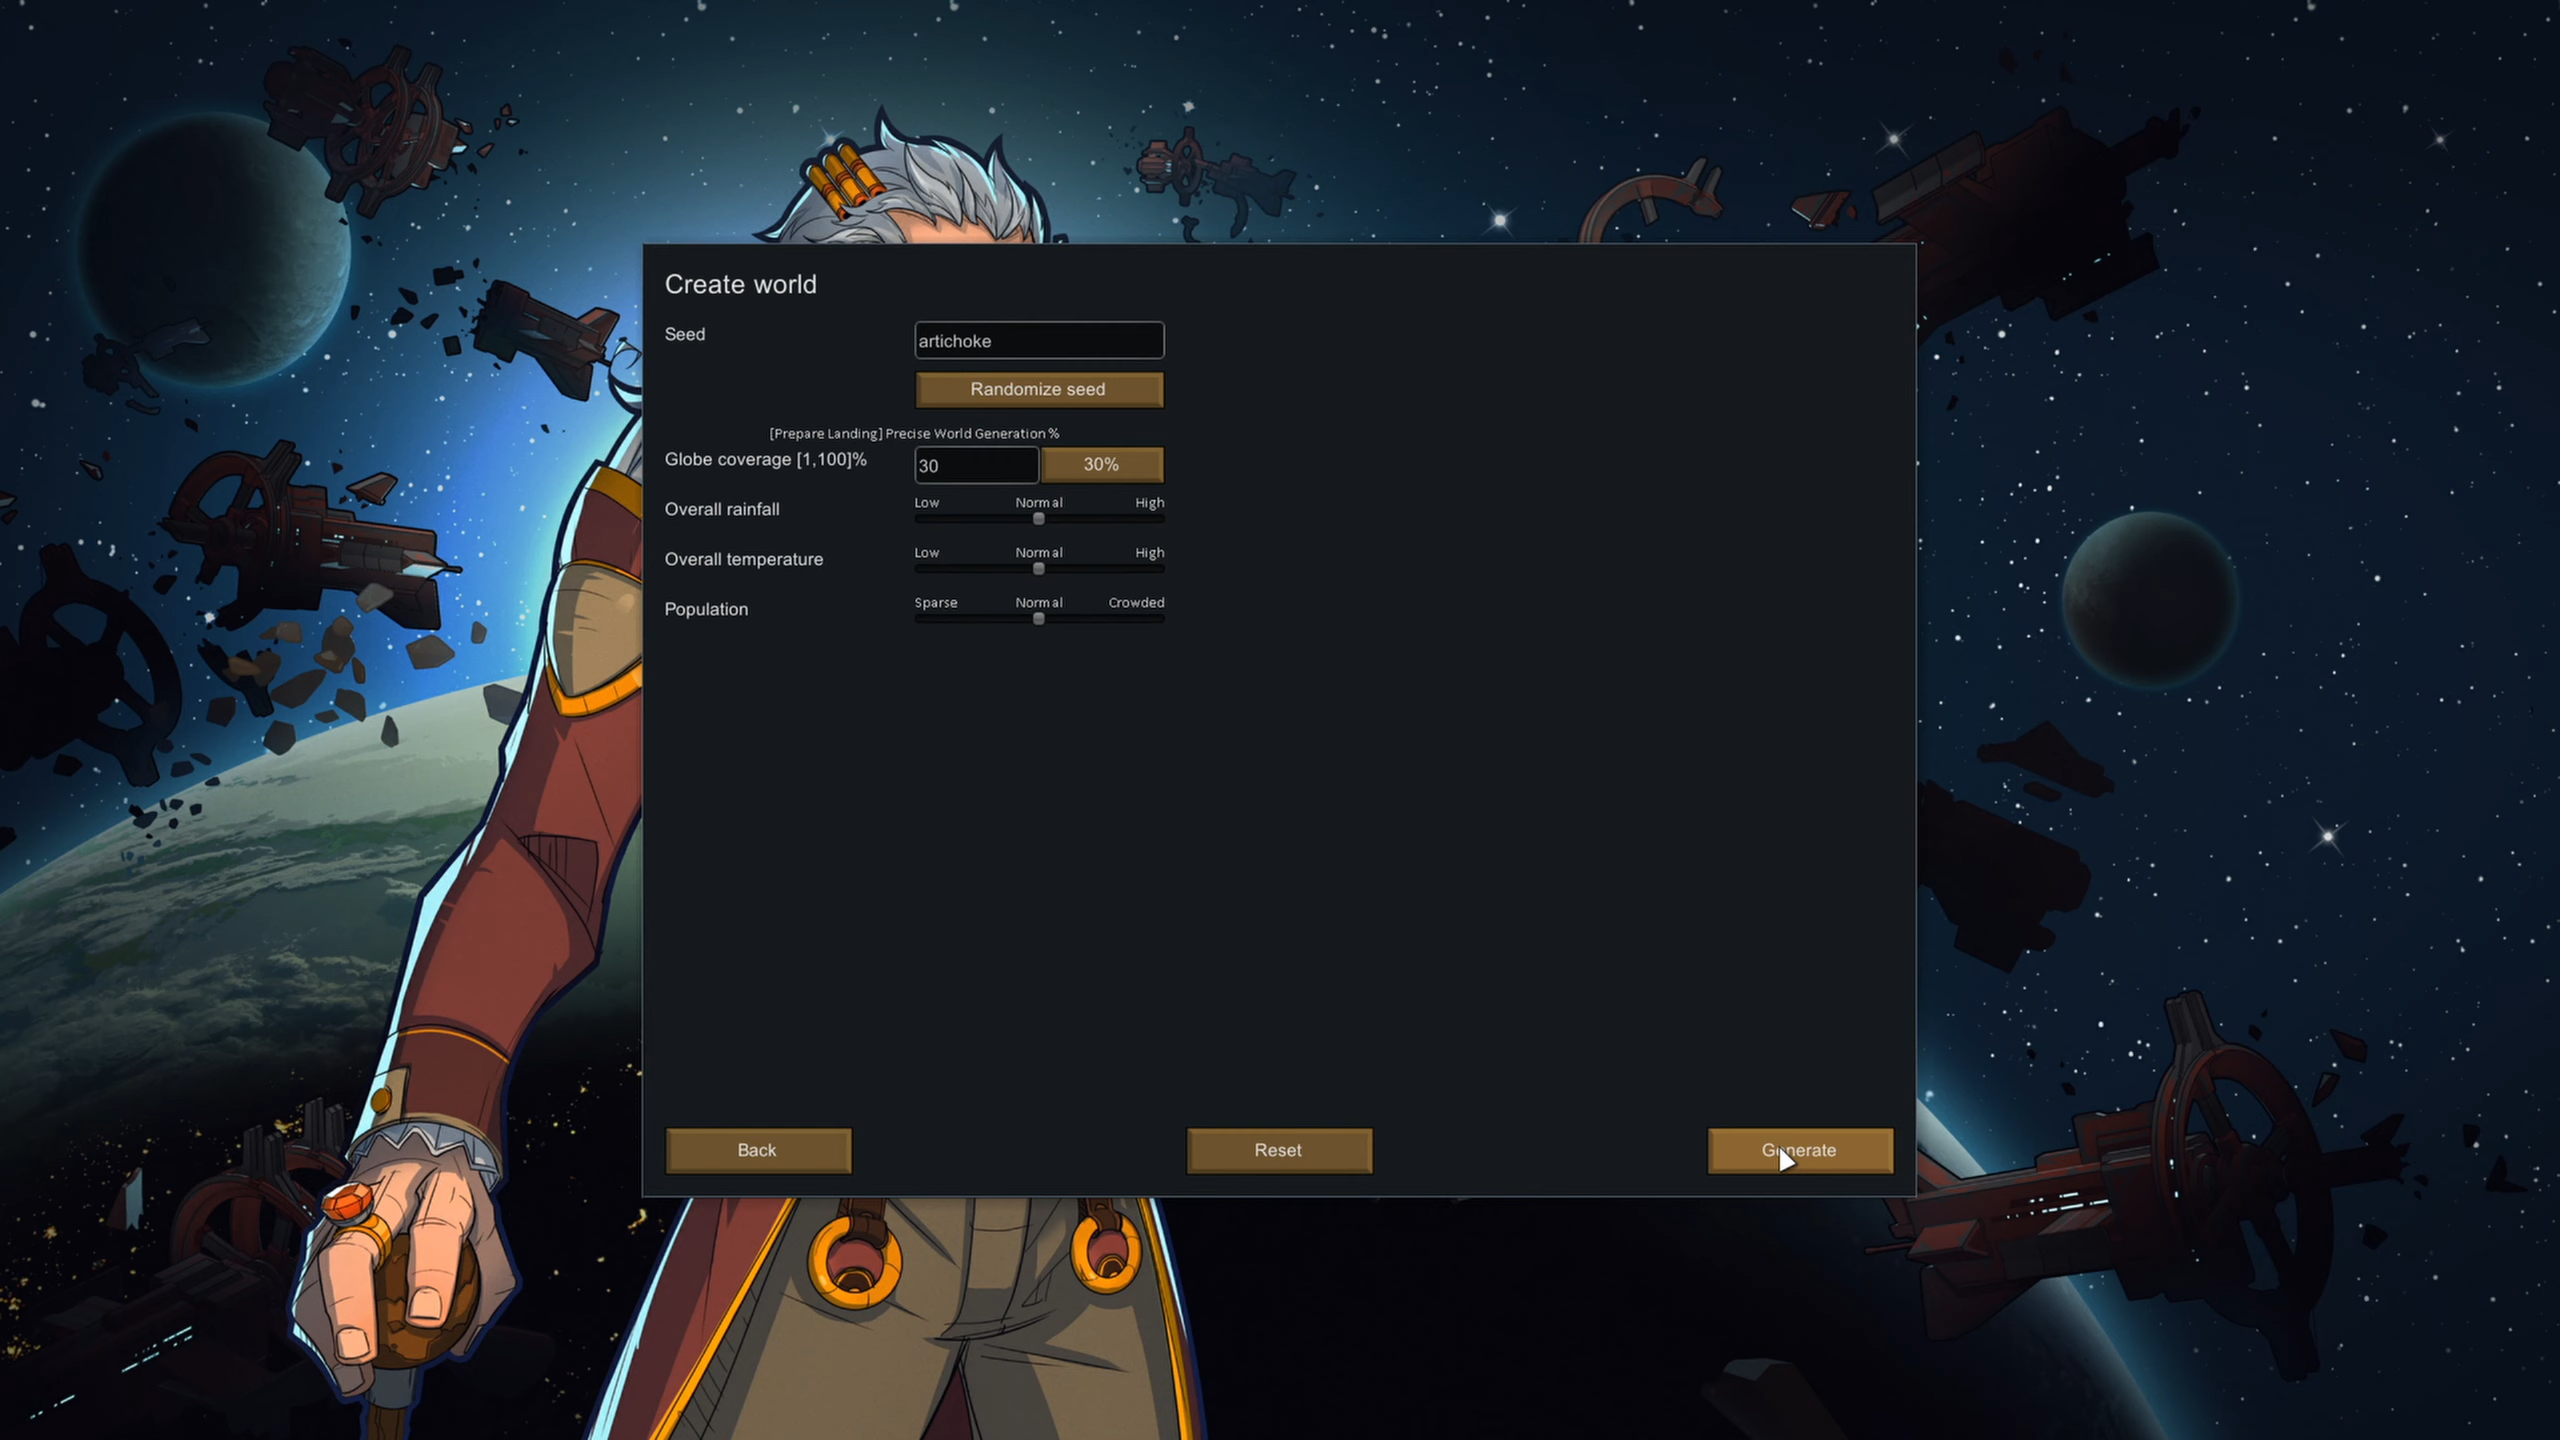 Create world
Seed
artichoke
Randomize seed
[Prepare Landing] Precise World Generation %
Globe coverage [1,100]%
30
30%
Overall rainfall
Low Normal High
Overall temperature
Low Normal High
Population
Sparse Normal Crowded
Back
Reset
Generate